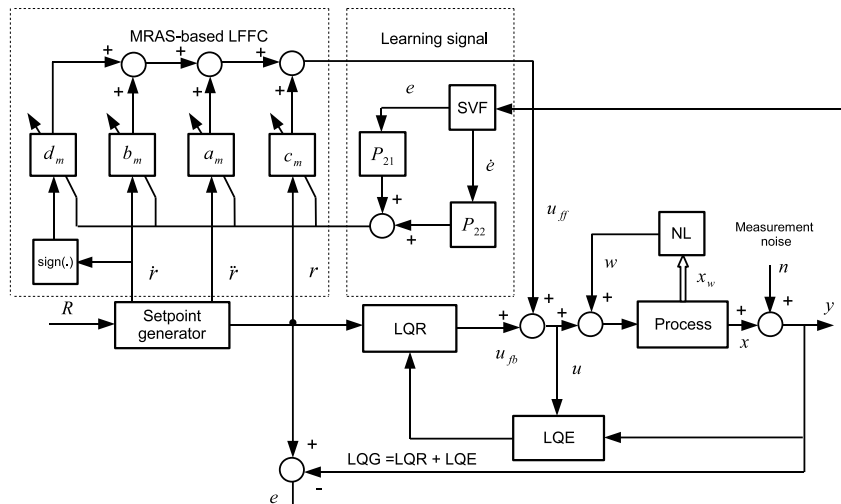 MRAS-based LFFC
Learning signal
+ + + + + +
e
SVF
d_m b_m a_m c_m
P_21
ė
+
+
P_22
sign(.)
ṙ r̈ r
u_ff
NL
Measurement
noise
w
x_w
n
R
Setpoint
generator
LQR
+ + + + + + +
u_fb
Process
x
y
u
LQE
+
LQG =LQR + LQE
-
e